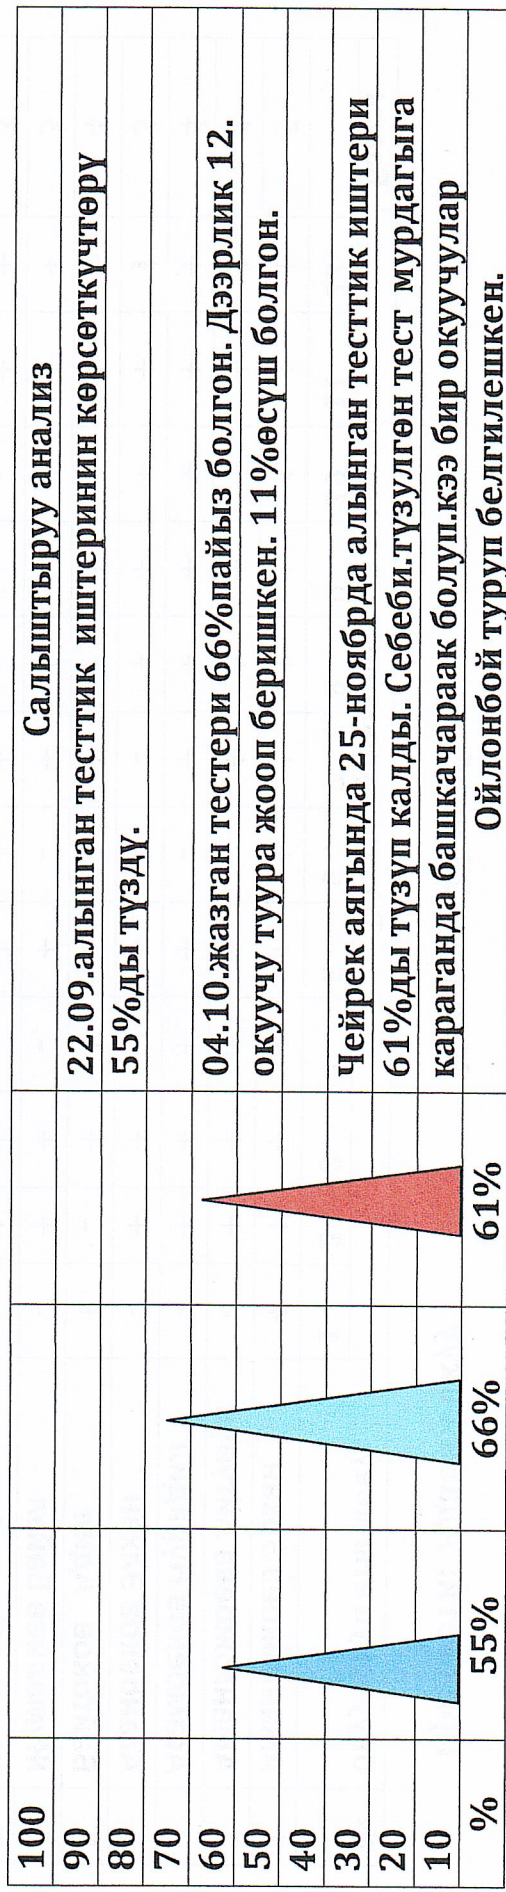 100
90
80
70
60
50
40
30
20
10
%
55%
66%
61%
Салыштыруу анализ
22.09.алынган тесттик иштеринин көрсөткүчтөрү
55%ды түздү.
04.10.жазган тестери 66%пайыз болгон. Дээрлик 12.
окуучу туура жооп беришкен. 11%өсүш болгон.
Чейрек аягында 25-ноябрда алынган тесттик иштери
61%ды түзүп калды. Себеби.түзулгөн тест мурдагыга
караганда башкачараак болуп.кээ бир окуучулар
Ойлонбой туруп белгилешкен.